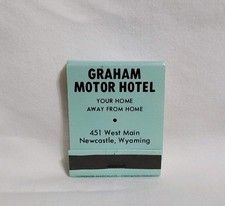 GRAHAM
MOTOR HOTEL
YOUR HOME
AWAY FROM HOME
451 West Main
Newcastle, Wyoming